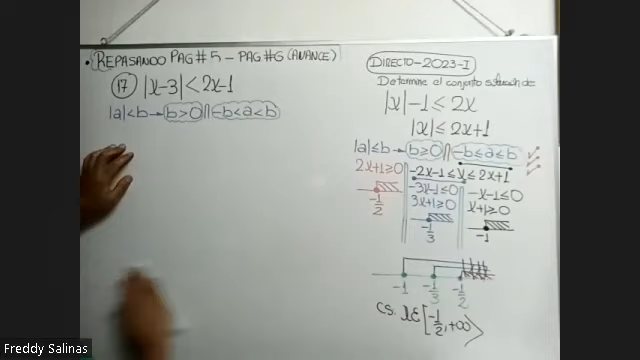 • REPASANDO PAG#5 – PAG.#6 (AVANCE)
17 |x-3| < 2x-1
|a|<b → b>0 || -b<a<b
DIRECTO-2023-I
Determine el conjunto solución de
|x|-1 ≤ 2x
|x| ≤ 2x+1
|a|≤b → b≥0 || -b≤a≤b
2x+1≥0 || -2x-1≤x≤2x+1
-3x-1≤0 || -x-1≤0
3x+1≥0 || x+1≥0
-1/2
-1/3
-1
-1 -1/3 -1/2
CS. xE[-1/2,+∞>
Freddy Salinas